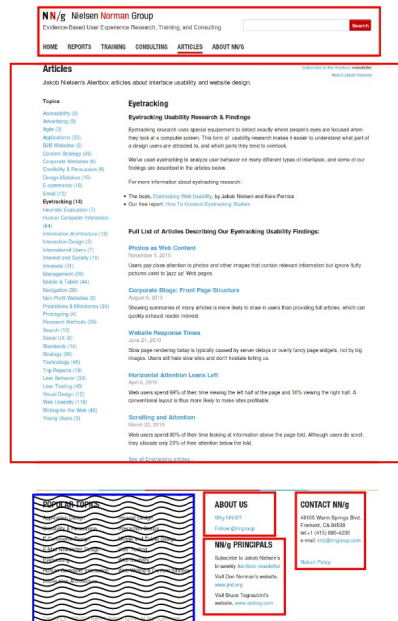 NN/g Nielsen Norman Group
Evidence-Based User Experience Research, Training, and Consulting
Search
HOME REPORTS TRAINING CONSULTING ARTICLES ABOUT NN/G
Articles
Subscribe to the Alertbox newsletter
About Jakob Nielsen
Jakob Nielsen's Alertbox articles about interface usability and website design.
Topics
Accessibility (9)
Advertising (9)
Agile (3)
Applications (33)
B2B Websites (5)
Content Strategy (26)
Corporate Websites (6)
Credibility & Persuasion (9)
Design Mistakes (15)
E-commerce (19)
Email (13)
Eyetracking (14)
Heuristic Evaluation (7)
Human Computer Interaction
(64)
Information Architecture (10)
Interaction Design (3)
International Users (7)
Internet and Society (19)
Intranets (31)
Management (26)
Mobile & Tablet (44)
Navigation (38)
Non-Profit Websites (3)
Predictions & Milestones (36)
Prototyping (4)
Research Methods (39)
Search (10)
Social UX (8)
Standards (14)
Strategy (66)
Technology (46)
Trip Reports (19)
User Behavior (38)
User Testing (40)
Visual Design (12)
Web Usability (116)
Writing for the Web (49)
Young Users (3)
Eyetracking
Eyetracking Usability Research & Findings
Eyetracking research uses special equipment to detect exactly where people's eyes are focused when
they look at a computer screen. This form of usability research makes it easier to understand what part of
a design users are attracted to, and which parts they tend to overlook.
We've used eyetracking to analyze user behavior on many different types of interfaces, and some of our
findings are described in the articles below.
For more information about eyetracking research:
• The book, Eyetracking Web Usability, by Jakob Nielsen and Kara Pernice
• Our free report: How To Conduct Eyetracking Studies
Full List of Articles Describing Our Eyetracking Usability Findings:
Photos as Web Content
November 1, 2010
Users pay close attention to photos and other images that contain relevant information but ignore fluffy
pictures used to "jazz up" Web pages.
Corporate Blogs: Front Page Structure
August 9, 2010
Showing summaries of many articles is more likely to draw in users than providing full articles, which can
quickly exhaust reader interest.
Website Response Times
June 21, 2010
Slow page rendering today is typically caused by server delays or overly fancy page widgets, not by big
images. Users still hate slow sites and don't hesitate telling us.
Horizontal Attention Leans Left
April 6, 2010
Web users spend 69% of their time viewing the left half of the page and 30% viewing the right half. A
conventional layout is thus more likely to make sites profitable.
Scrolling and Attention
March 22, 2010
Web users spend 80% of their time looking at information above the page fold. Although users do scroll,
they allocate only 20% of their attention below the fold.
See all Eyetracking articles...
POPULAR TOPICS
ABOUT US
Why NN/G?
Follow @nngroup
NN/g PRINCIPALS
Subscribe to Jakob Nielsen's
bi-weekly Alertbox newsletter
Visit Don Norman's website,
www.jnd.org
Visit Bruce Tognazzini's
website, www.asktog.com
CONTACT NN/g
48105 Warm Springs Blvd.
Fremont, CA 94539
tel +1 (415) 682-4238
e-mail: info@nngroup.com
Return Policy